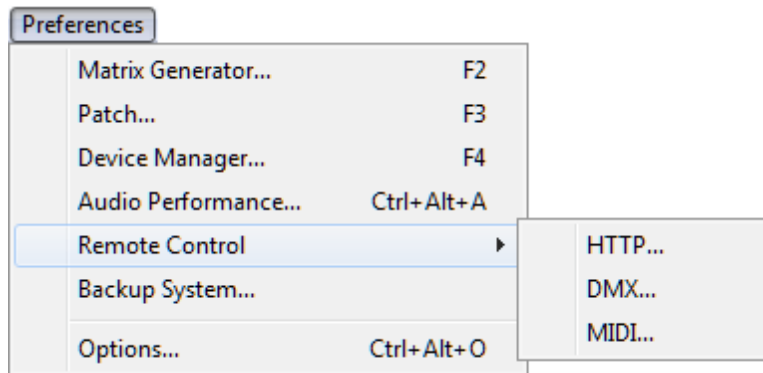 Preferences
Matrix Generator... F2
Patch... F3
Device Manager... F4
Audio Performance... Ctrl+Alt+A
Remote Control
HTTP...
DMX...
MIDI...
Backup System...
Options... Ctrl+Alt+O